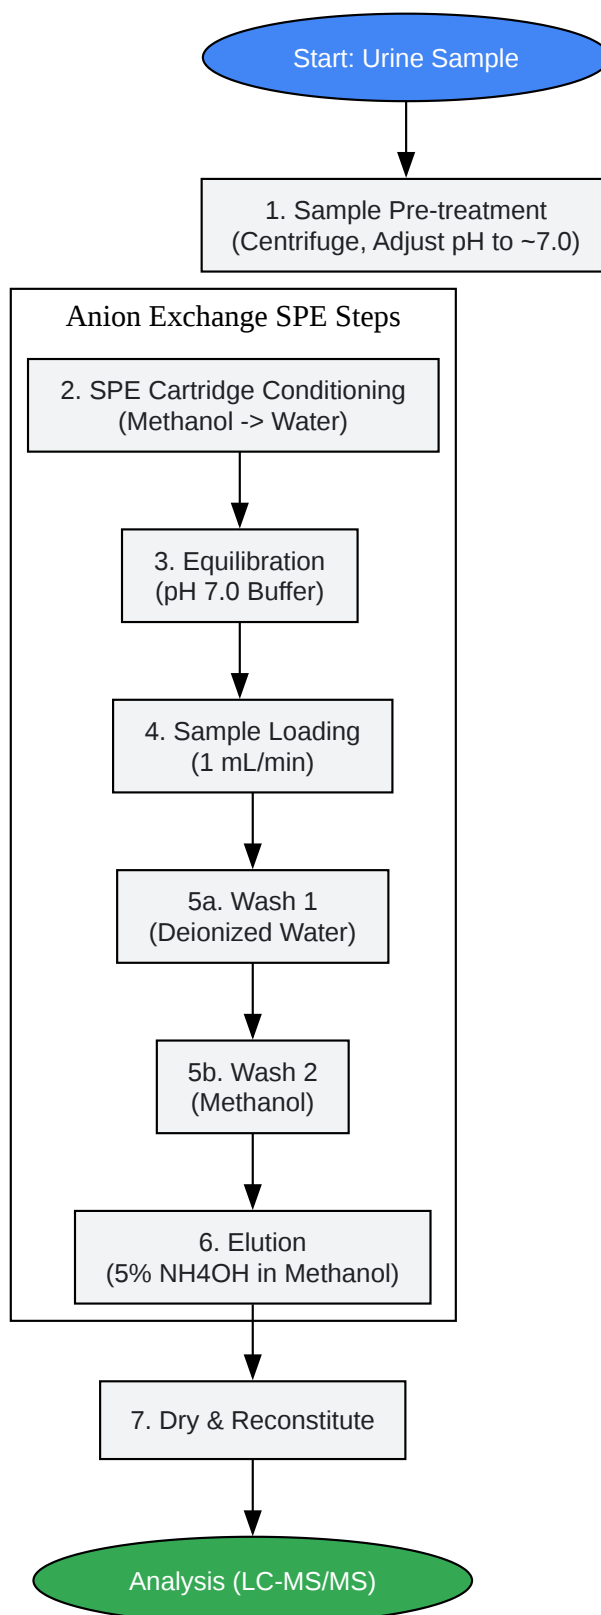 Start: Urine Sample
1. Sample Pre-treatment
(Centrifuge, Adjust pH to ~7.0)
Anion Exchange SPE Steps
2. SPE Cartridge Conditioning
(Methanol -> Water)
3. Equilibration
(pH 7.0 Buffer)
4. Sample Loading
(1 mL/min)
5a. Wash 1
(Deionized Water)
5b. Wash 2
(Methanol)
6. Elution
(5% NH4OH in Methanol)
7. Dry & Reconstitute
Analysis (LC-MS/MS)